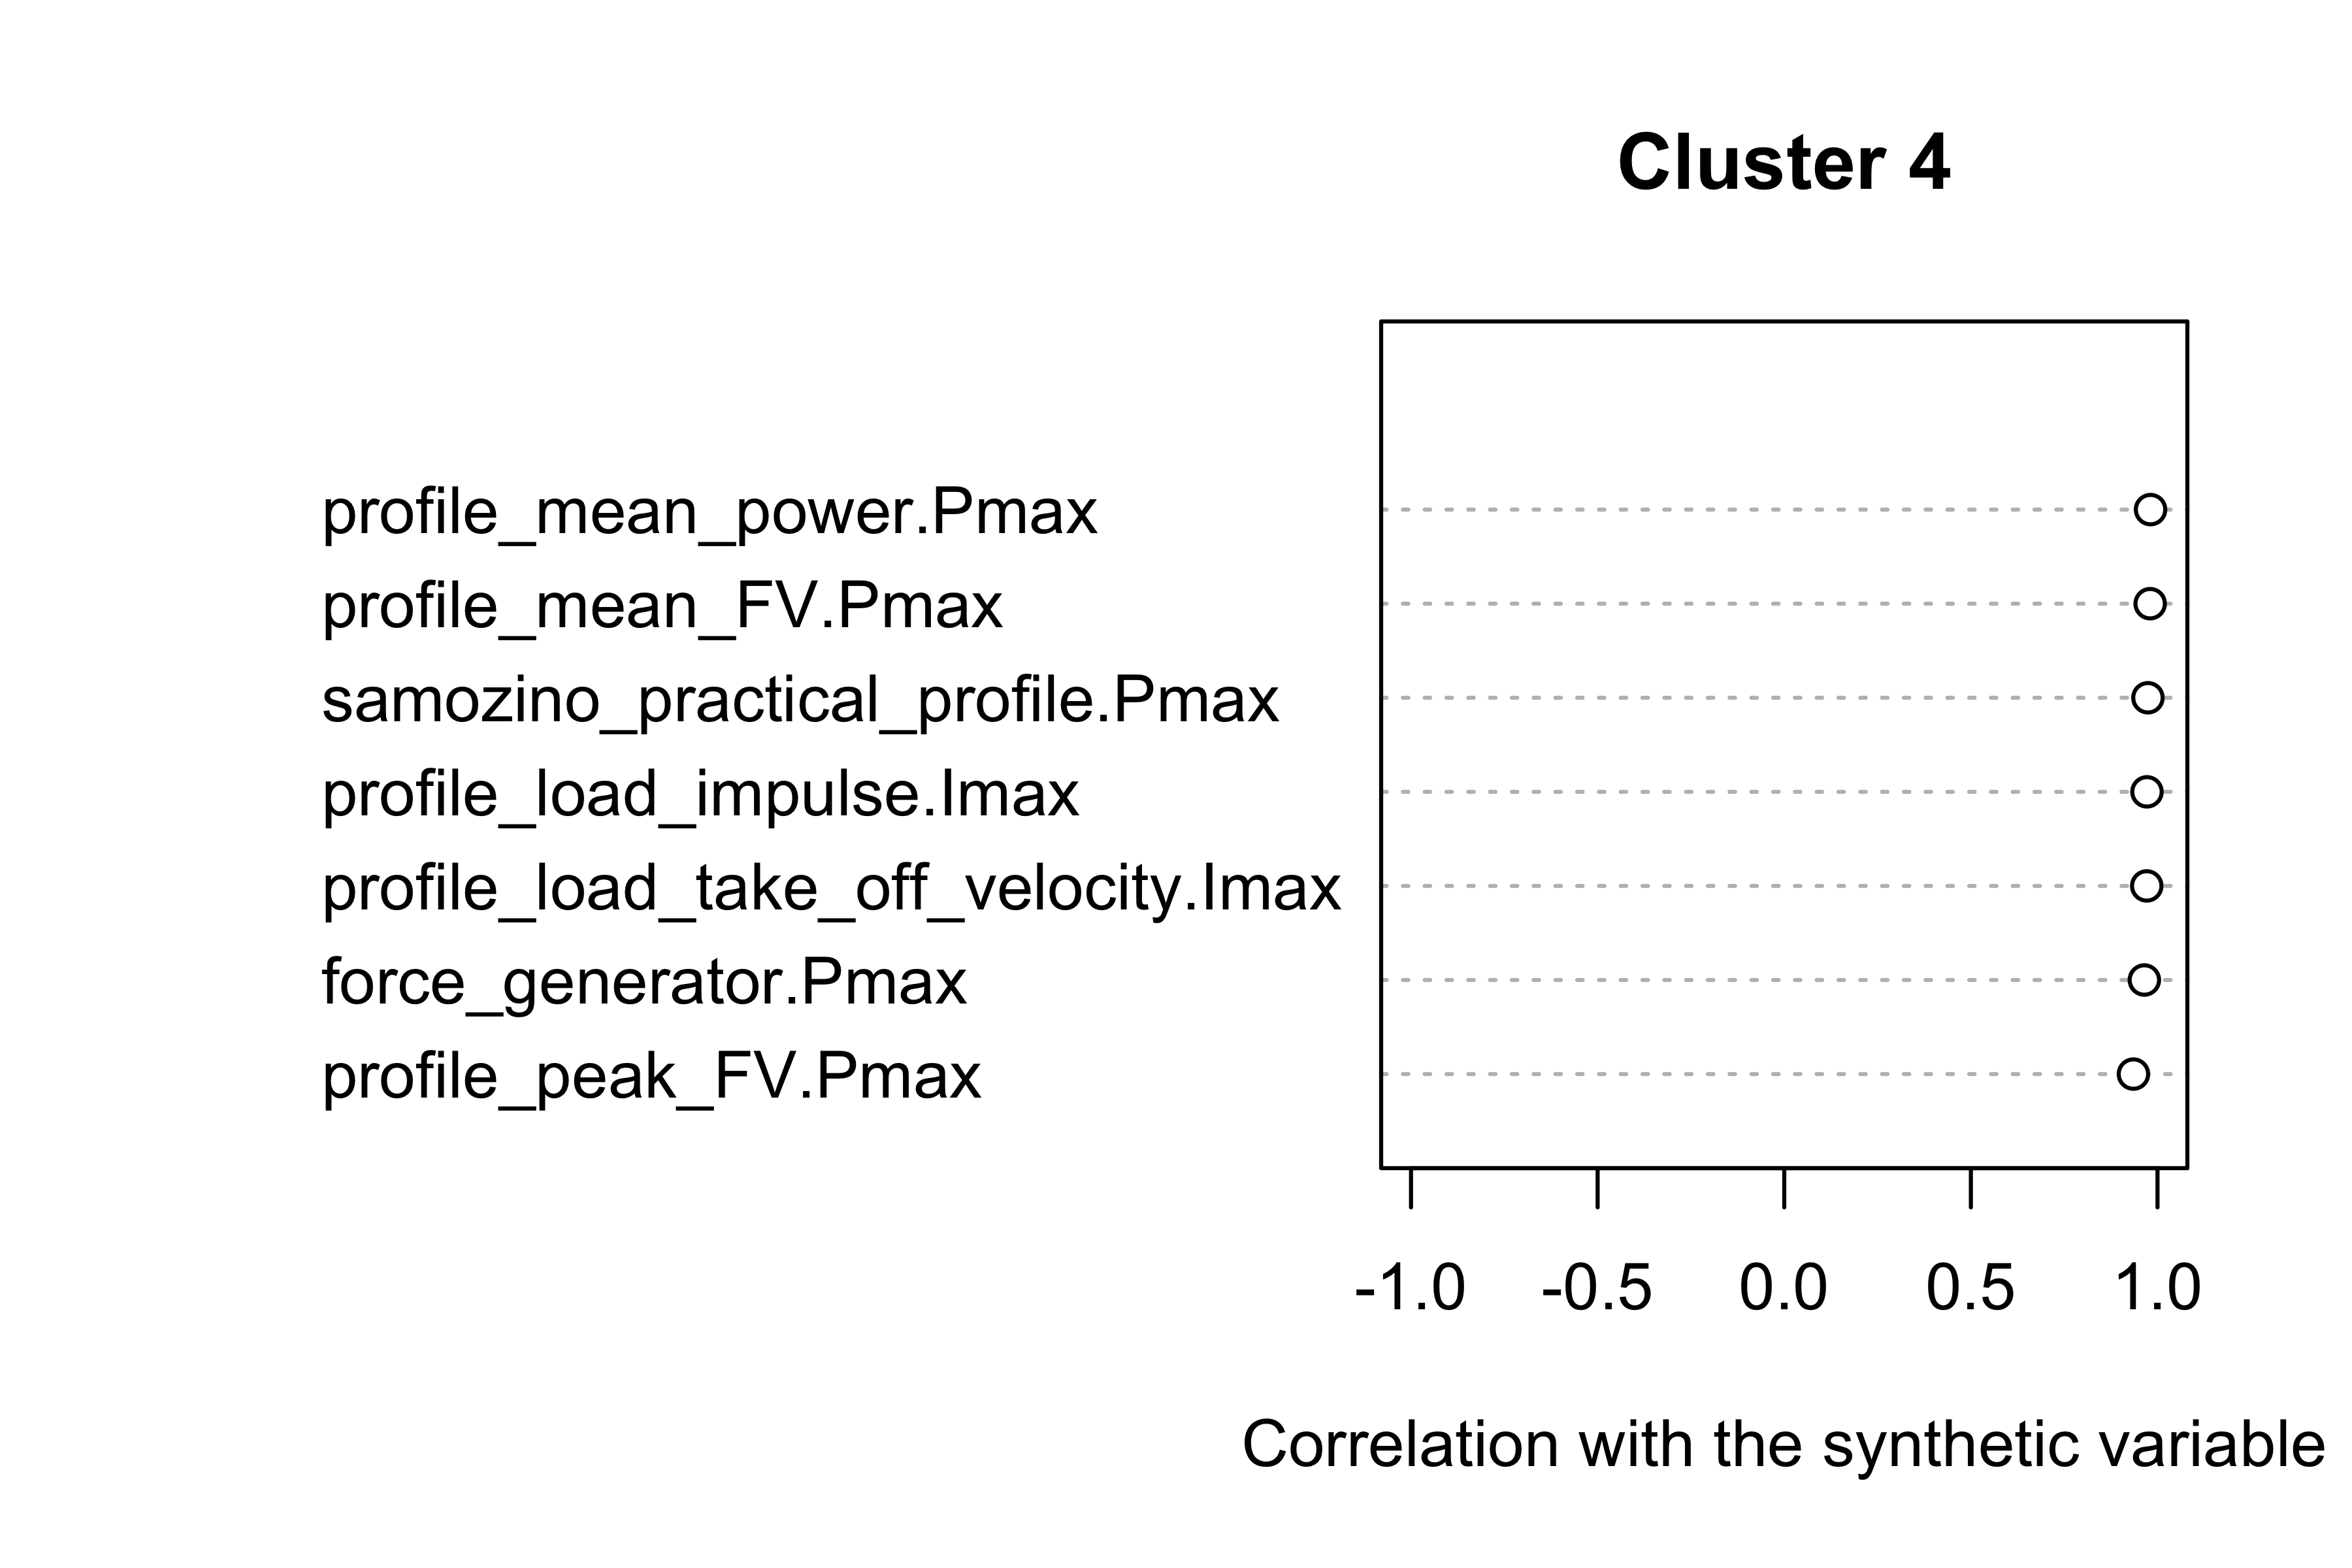 Cluster 4
profile_mean_power.Pmax
profile_mean_FV.Pmax
samozino_practical_profile.Pmax
profile_load_impulse.Imax
profile_load_take_off_velocity.Imax
force_generator.Pmax
profile_peak_FV.Pmax
-1.0 -0.5 0.0 0.5 1.0
Correlation with the synthetic variable